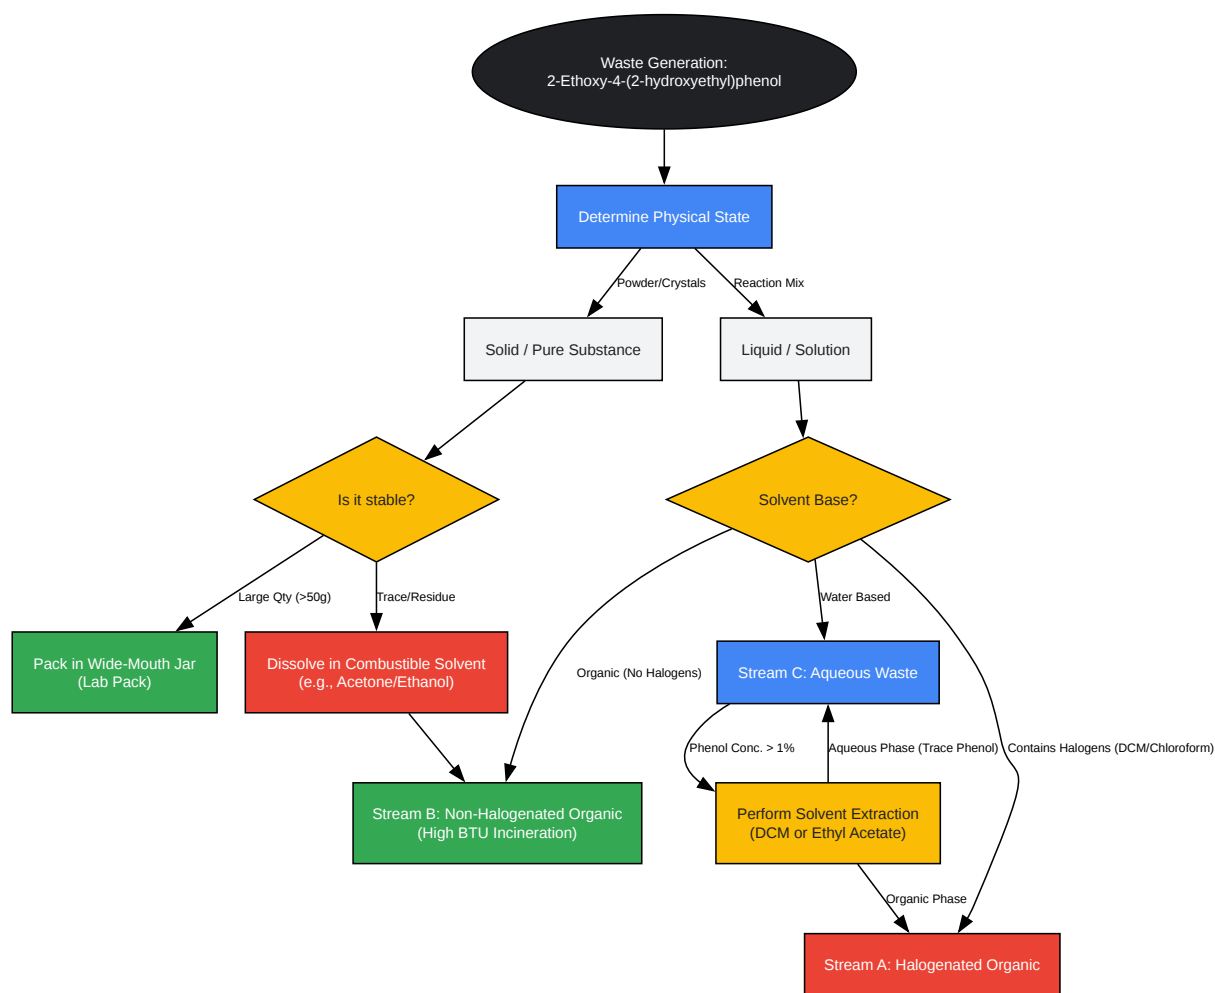 Waste Generation:
2-Ethoxy-4-(2-hydroxyethyl)phenol
Determine Physical State
Powder/Crystals
Reaction Mix
Solid / Pure Substance
Liquid / Solution
Is it stable?
Solvent Base?
Large Qty (>50g)
Trace/Residue
Water Based
Pack in Wide-Mouth Jar
(Lab Pack)
Dissolve in Combustible Solvent
(e.g., Acetone/Ethanol)
Organic (No Halogens)
Stream C: Aqueous Waste
Phenol Conc. > 1%
Aqueous Phase (Trace Phenol)
Contains Halogens (DCM/Chloroform)
Stream B: Non-Halogenated Organic
(High BTU Incineration)
Perform Solvent Extraction
(DCM or Ethyl Acetate)
Organic Phase
Stream A: Halogenated Organic